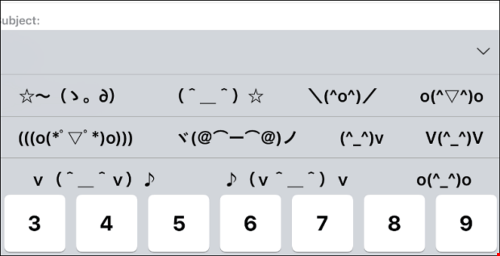 ubject:
☆〜（ゝ。∂） （＾＿＾）☆ ＼(^o^)／ o(^▽^)o
(((o(*ﾟ▽ﾟ*)o))) ヾ(@⌒ー⌒@)ノ (^_^)v V(^_^)V
v（＾＿＾v）♪ ♪（v＾＿＾）v o(^_^)o
3 4 5 6 7 8 9